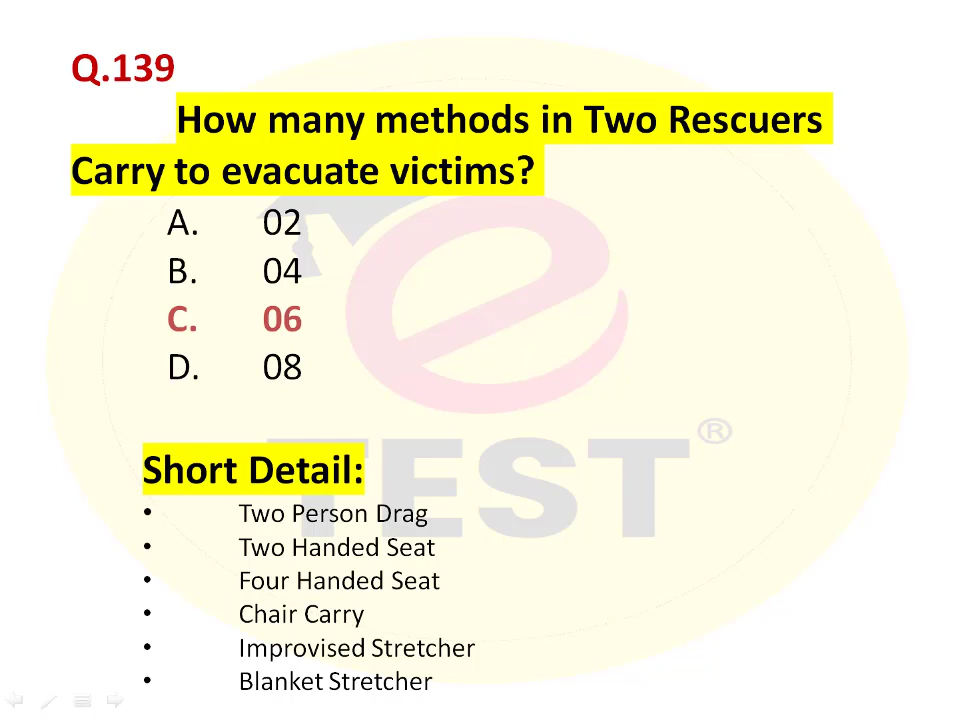 Q.139
How many methods in Two Rescuers
Carry to evacuate victims?
A. 02
B. 04
C. 06
D. 08
e
TEST ®
Short Detail:
• Two Person Drag
• Two Handed Seat
• Four Handed Seat
• Chair Carry
• Improvised Stretcher
• Blanket Stretcher